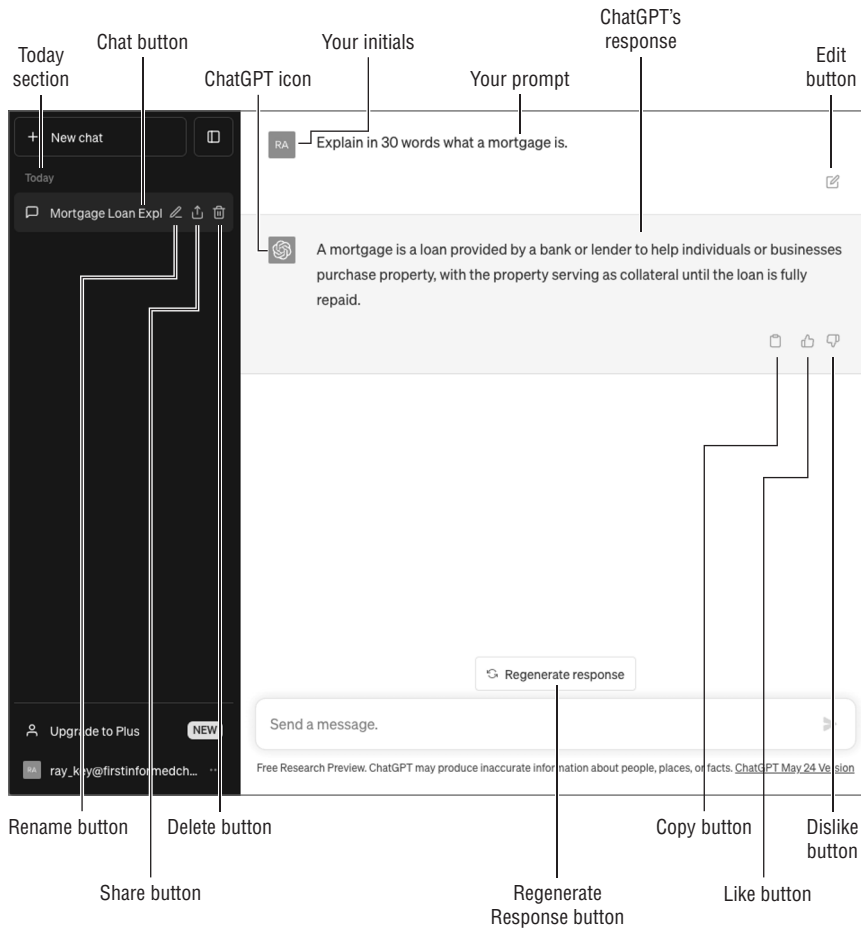 ChatGPT's
response
Chat button
Your initials
Today
section
Edit
button
ChatGPT icon
Your prompt
New chat
RA
Explain in 30 words what a mortgage is.
Today
Mortgage Loan Expl
A mortgage is a loan provided by a bank or lender to help individuals or businesses
purchase property, with the property serving as collateral until the loan is fully
repaid.
Regenerate response
Upgrade to Plus
NEW
Send a message.
RA
ray_key@firstinformedch...
Free Research Preview. ChatGPT may produce inaccurate information about people, places, or facts. ChatGPT May 24 Version
Rename button
Delete button
Copy button
Dislike
button
Share button
Regenerate
Response button
Like button